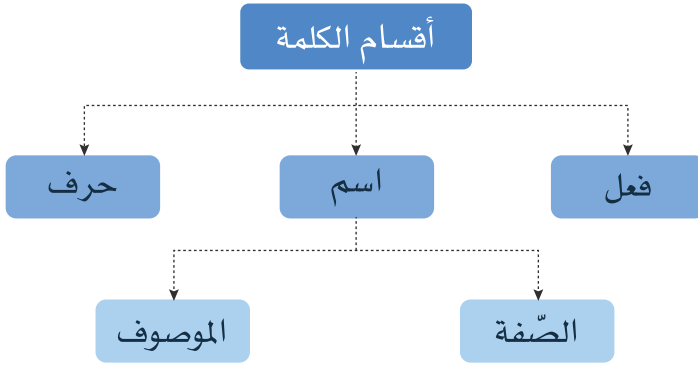 أقسام الكلمة
فعل
اسم
حرف
الصّفة
الموصوف